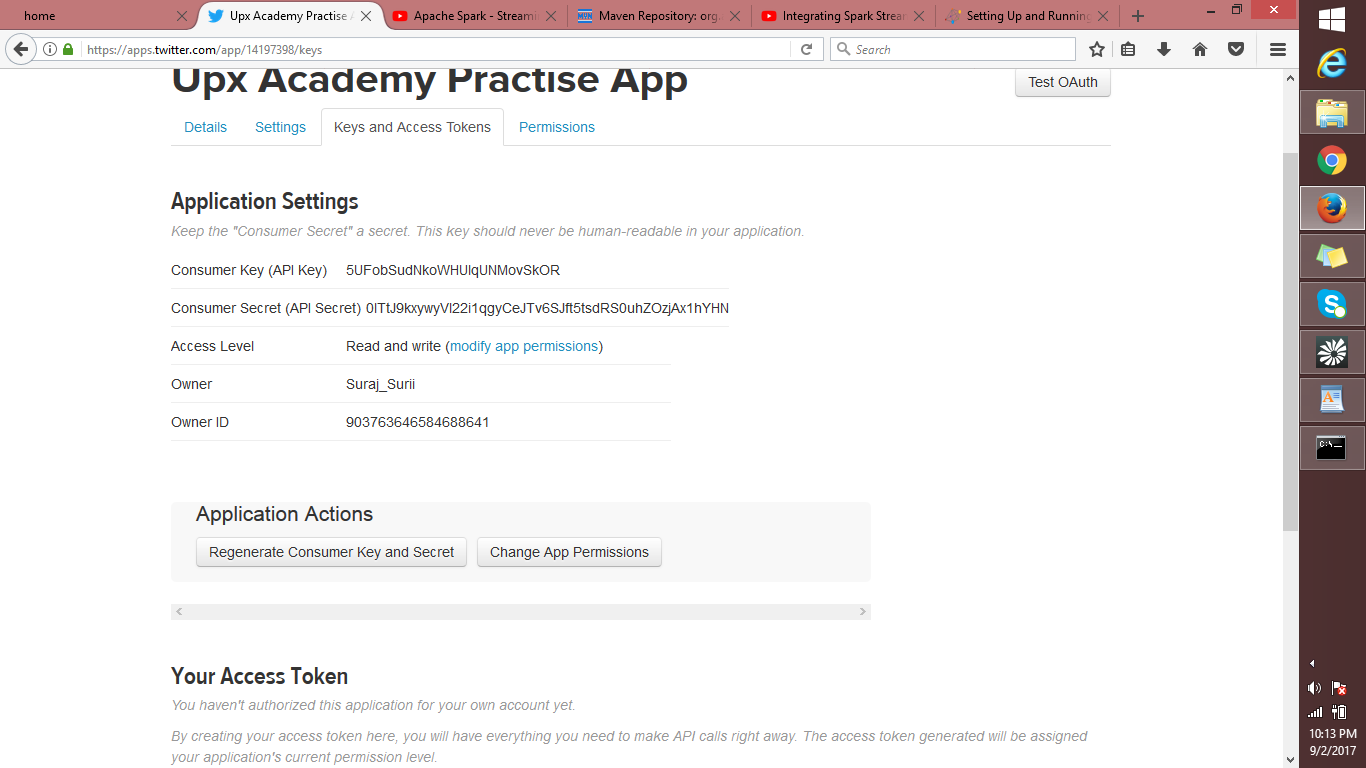 home
Upx Academy Practise
Apache Spark - Streami
Maven Repository: org.
Integrating Spark Strear
Setting Up and Running
https://apps.twitter.com/app/14197398/keys
Search
Upx Academy Practise App
Test OAuth
Details
Settings
Keys and Access Tokens
Permissions
Application Settings
Keep the "Consumer Secret" a secret. This key should never be human-readable in your application.
Consumer Key (API Key)
Consumer Secret (API Secret)
Access Level Read and write (modify app permissions)
Owner Suraj_Surii
Owner ID 903763646584688641
Application Actions
Regenerate Consumer Key and Secret
Change App Permissions
Your Access Token
You haven't authorized this application for your own account yet.
By creating your access token here, you will have everything you need to make API calls right away. The access token generated will be assigned
your application's current permission level.
10:13 PM
9/2/2017